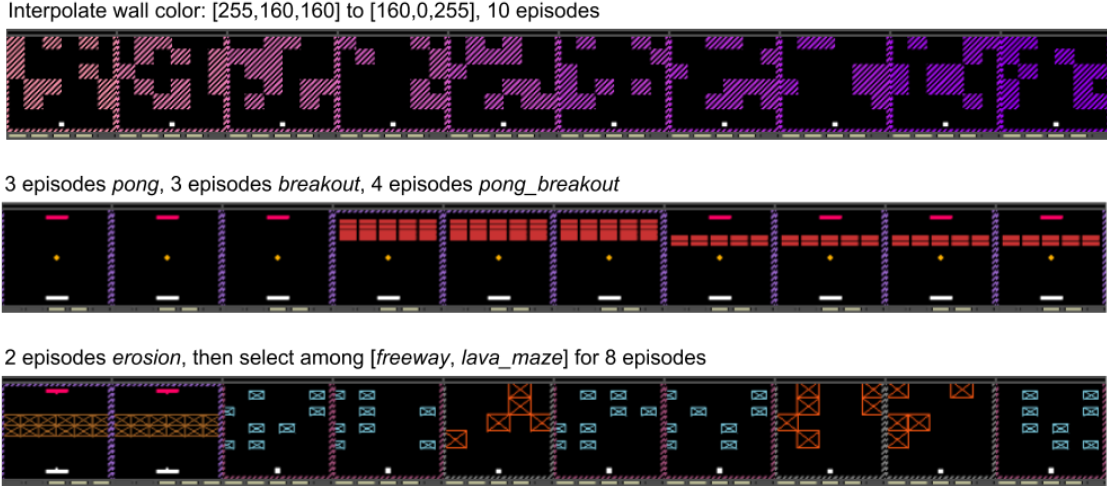 Interpolate wall color: [255,160,160] to [160,0,255], 10 episodes
3 episodes pong, 3 episodes breakout, 4 episodes pong_breakout
2 episodes erosion, then select among [freeway, lava_maze] for 8 episodes